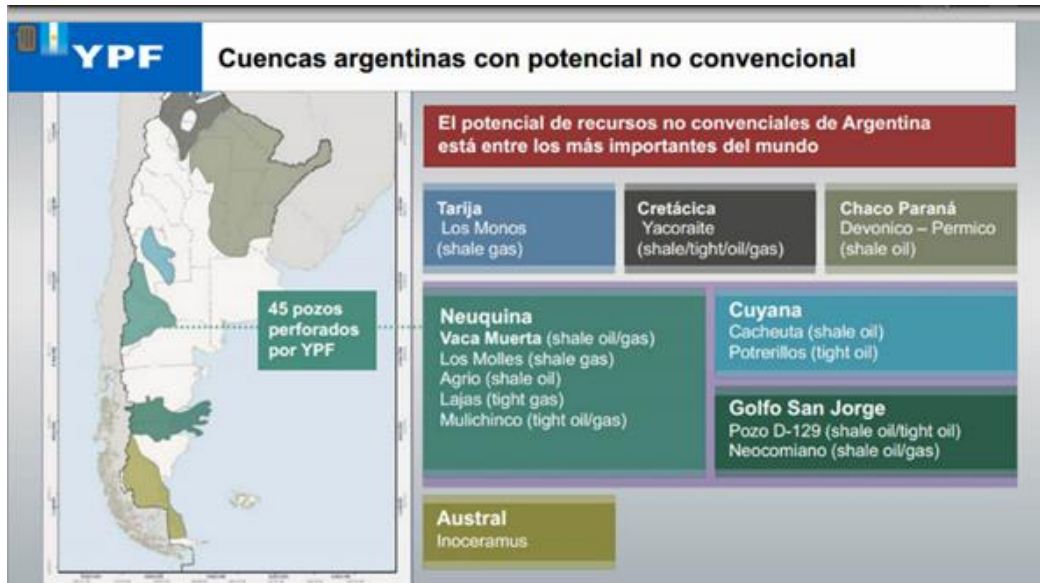 YPF
Cuencas argentinas con potencial no convencional
El potencial de recursos no convenciales de Argentina
está entre los más importantes del mundo
Tarija
Los Monos
(shale gas)
Cretácica
Yacoraite
(shale/tight/oil/gas)
Chaco Paraná
Devonico – Permico
(shale oil)
45 pozos
perforados
por YPF
Neuquina
Vaca Muerta (shale oil/gas)
Los Molles (shale gas)
Agrio (shale oil)
Lajas (tight gas)
Mulichinco (tight oil/gas)
Cuyana
Cacheuta (shale oil)
Potrerillos (tight oil)
Golfo San Jorge
Pozo D-129 (shale oil/tight oil)
Neocomiano (shale oil/gas)
Austral
Inoceramus